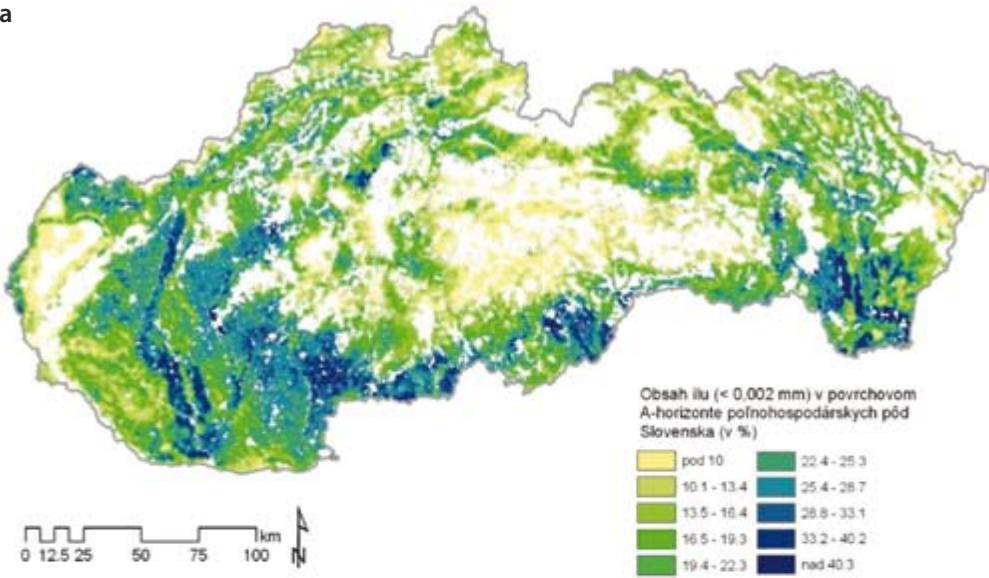 a
Obsah ílu (< 0,002 mm) v povrchovom
A-horizonte poľnohospodárskych pôd
Slovenska (v %)
pod 10
10.1 - 13.4
13.5 - 16.4
16.5 - 19.3
19.4 - 22.3
22.4 - 25.3
25.4 - 28.7
28.8 - 33.1
33.2 - 40.2
nad 40.3
km
0 12.5 25 50 75 100
N